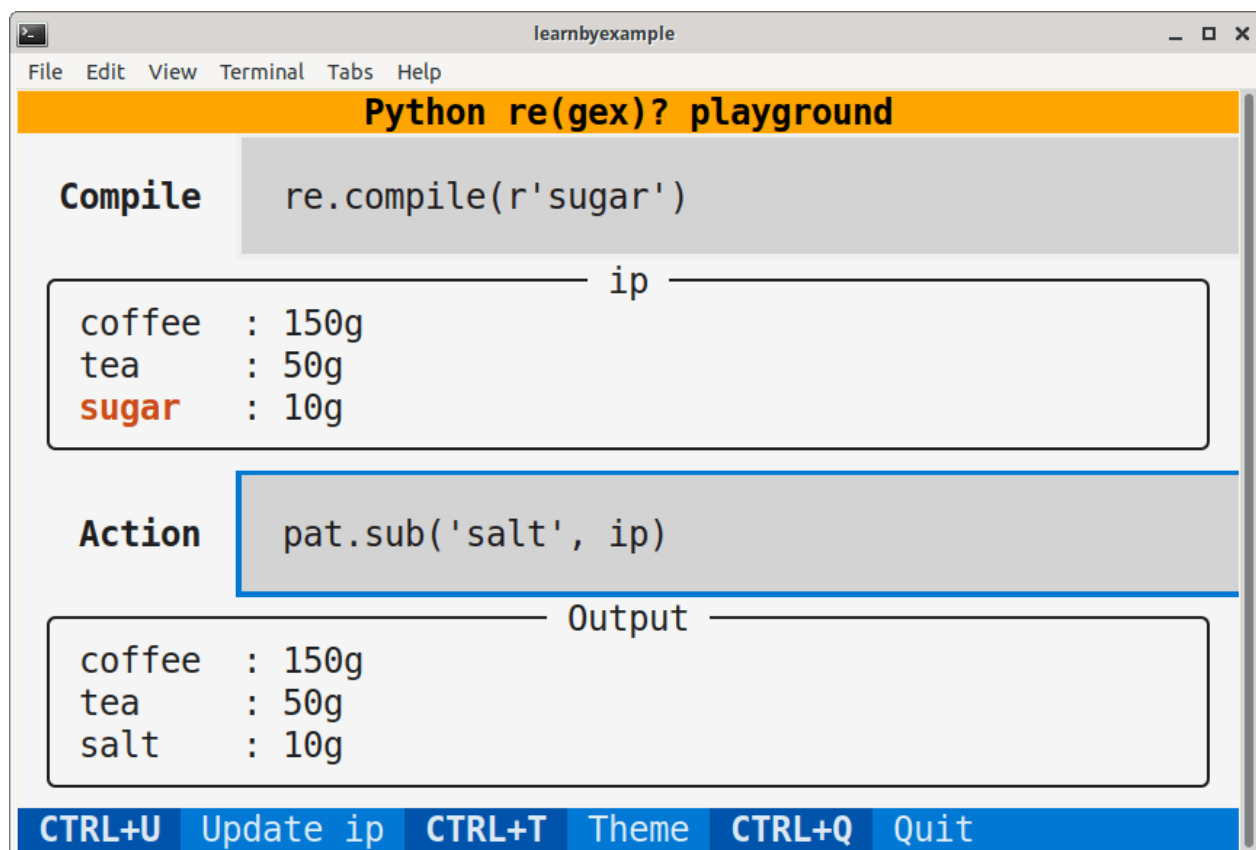 learnbyexample
File Edit View Terminal Tabs Help
Python re(gex)? playground
Compile re.compile(r'sugar')
ip
coffee : 150g
tea : 50g
sugar : 10g
Action pat.sub('salt', ip)
Output
coffee : 150g
tea : 50g
salt : 10g
CTRL+U Update ip CTRL+T Theme CTRL+Q Quit